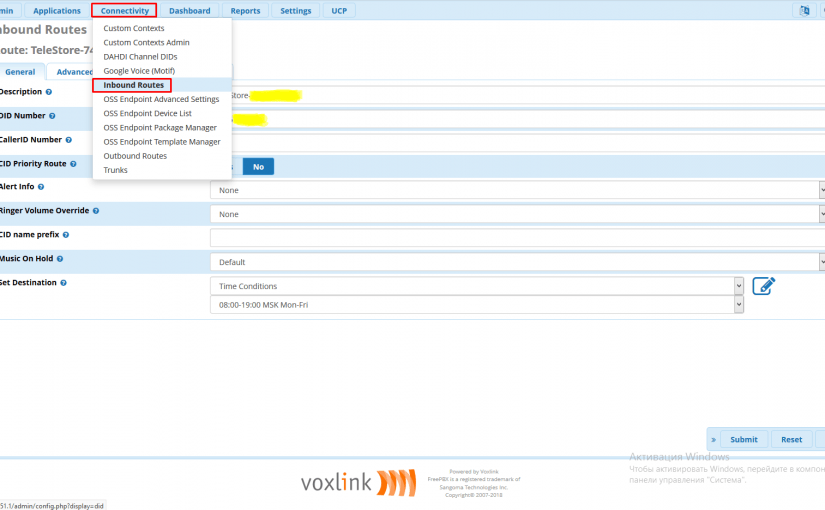 min Applications Connectivity Dashboard Reports Settings UCP
nbound Routes
oute: TeleStore-74
Custom Contexts
Custom Contexts Admin
DAHDI Channel DIDs
Google Voice (Motif)
Inbound Routes
OSS Endpoint Advanced Settings
OSS Endpoint Device List
OSS Endpoint Package Manager
OSS Endpoint Template Manager
Outbound Routes
Trunks
General Advanced
Description
Store-
DID Number
CallerID Number
CID Priority Route
No
Alert Info
None
Ringer Volume Override
None
CID name prefix
Music On Hold
Default
Set Destination
Time Conditions
08:00-19:00 MSK Mon-Fri
» Submit Reset
voxlink
Powered by Voxlink
FreePBX is a registered trademark of
Sangoma Technologies Inc.
Copyright© 2007-2018
Активация Windows
Чтобы активировать Windows, перейдите в компон
панели управления "Система".
51.1/admin/config.php?display=did